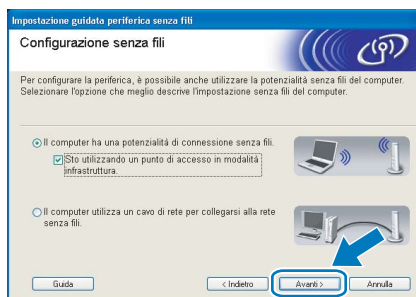 Impostazione guidata periferica senza fili
Configurazione senza fili
Per configurare la periferica, è possibile anche utilizzare la potenzialità senza fili del computer.
Selezionare l'opzione che meglio descrive l'impostazione senza fili del computer.
Il computer ha una potenzialità di connessione senza fili.
Sto utilizzando un punto di accesso in modalità
infrastruttura.
Il computer utilizza un cavo di rete per collegarsi alla rete
senza fili.
Guida
< Indietro
Avanti >
Annulla